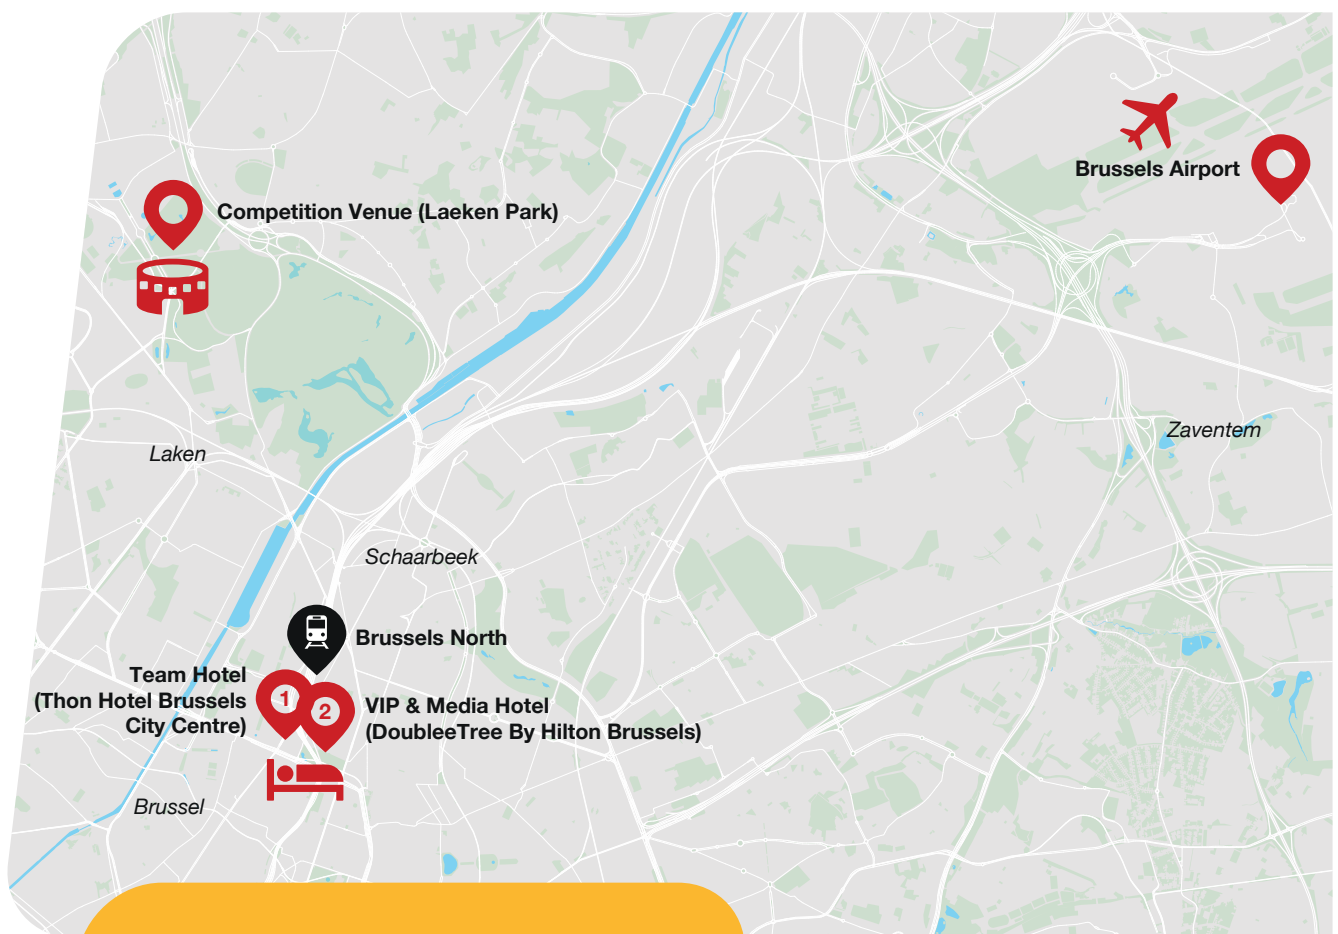 Brussels Airport
Competition Venue (Laeken Park)
Laken
Zaventem
Schaarbeek
Brussels North
Team Hotel
(Thon Hotel Brussels
City Centre)
1
2
VIP & Media Hotel
(DoubleeTree By Hilton Brussels)
Brussel